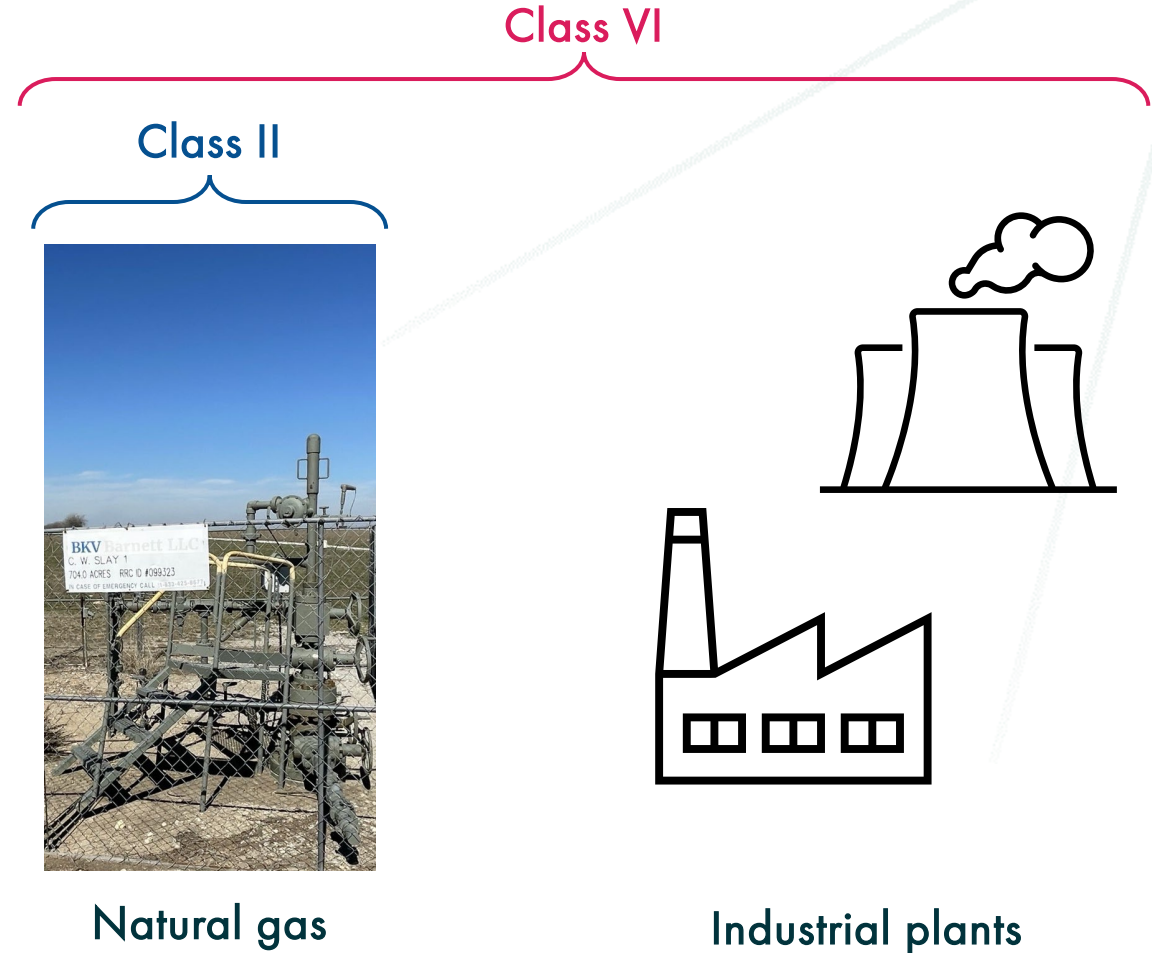 Class VI
Class II
BKV Barnett LLC
C. W. SLAY 1
704.0 ACRES RRC ID #099323
IN CASE OF EMERGENCY CALL
Natural gas
Industrial plants